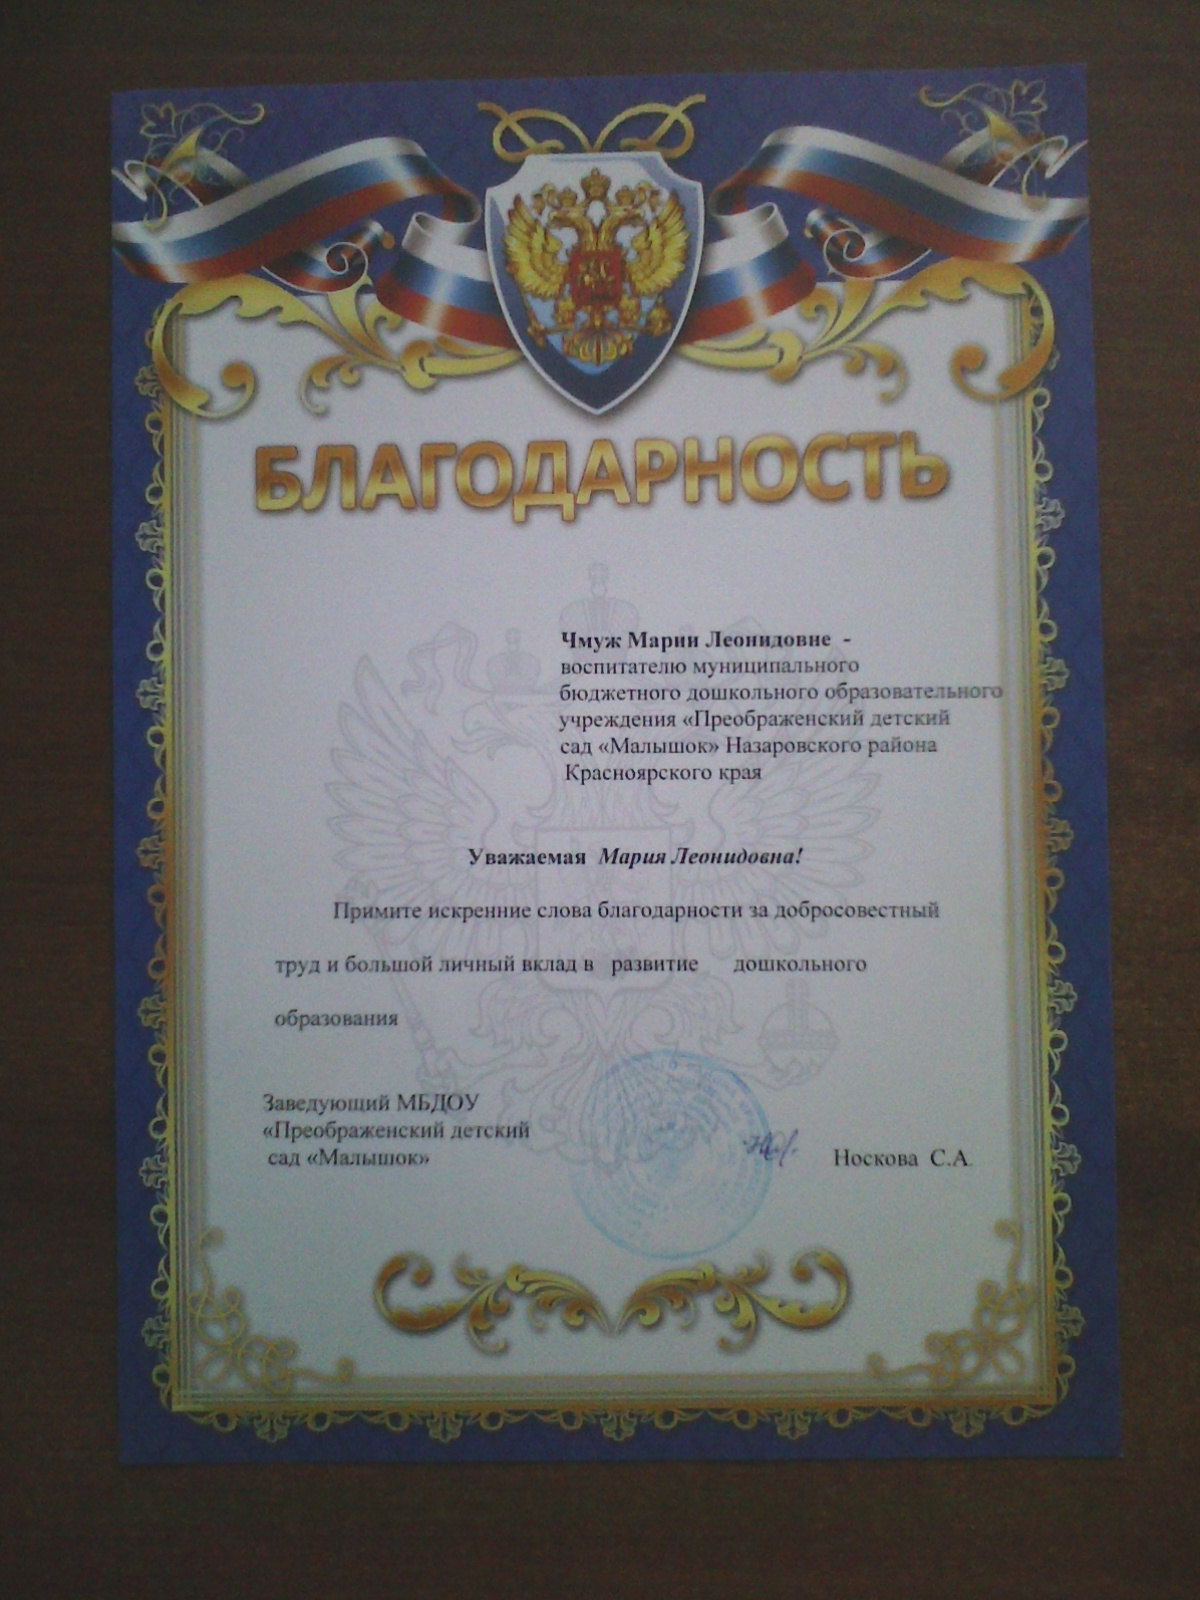 БЛАГОДАРНОСТЬ
Чмуж Марии Леонидовне -
воспитателю муниципального
бюджетного дошкольного образовательного
учреждения «Преображенский детский
сад «Малышок» Назаровского района
Красноярского края
Уважаемая Мария Леонидовна!
Примите искренние слова благодарности за добросовестный
труд и большой личный вклад в развитие дошкольного
образования
Заведующий МБДОУ
«Преображенский детский
сад «Малышок»
Носкова С.А.